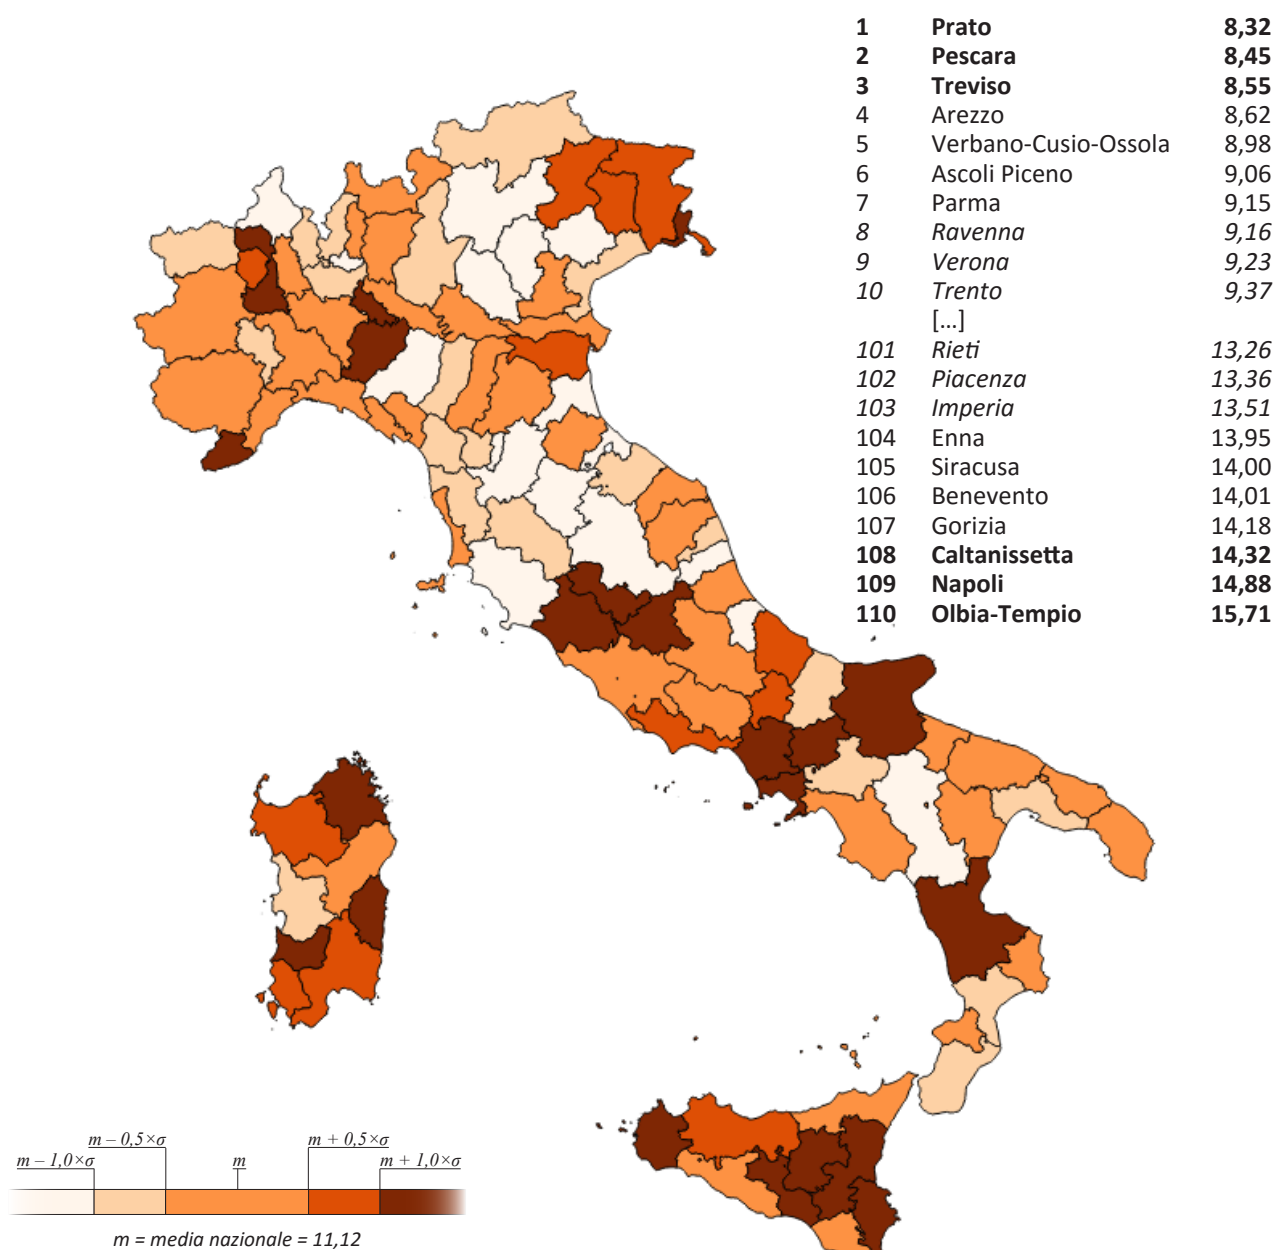 1 Prato 8,32
2 Pescara 8,45
3 Treviso 8,55
4 Arezzo 8,62
5 Verbano-Cusio-Ossola 8,98
6 Ascoli Piceno 9,06
7 Parma 9,15
8 Ravenna 9,16
9 Verona 9,23
10 Trento 9,37
[...]
101 Rieti 13,26
102 Piacenza 13,36
103 Imperia 13,51
104 Enna 13,95
105 Siracusa 14,00
106 Benevento 14,01
107 Gorizia 14,18
108 Caltanissetta 14,32
109 Napoli 14,88
110 Olbia-Tempio 15,71
m – 0,5×σ m + 0,5×σ
m – 1,0×σ m m + 1,0×σ
m = media nazionale = 11,12